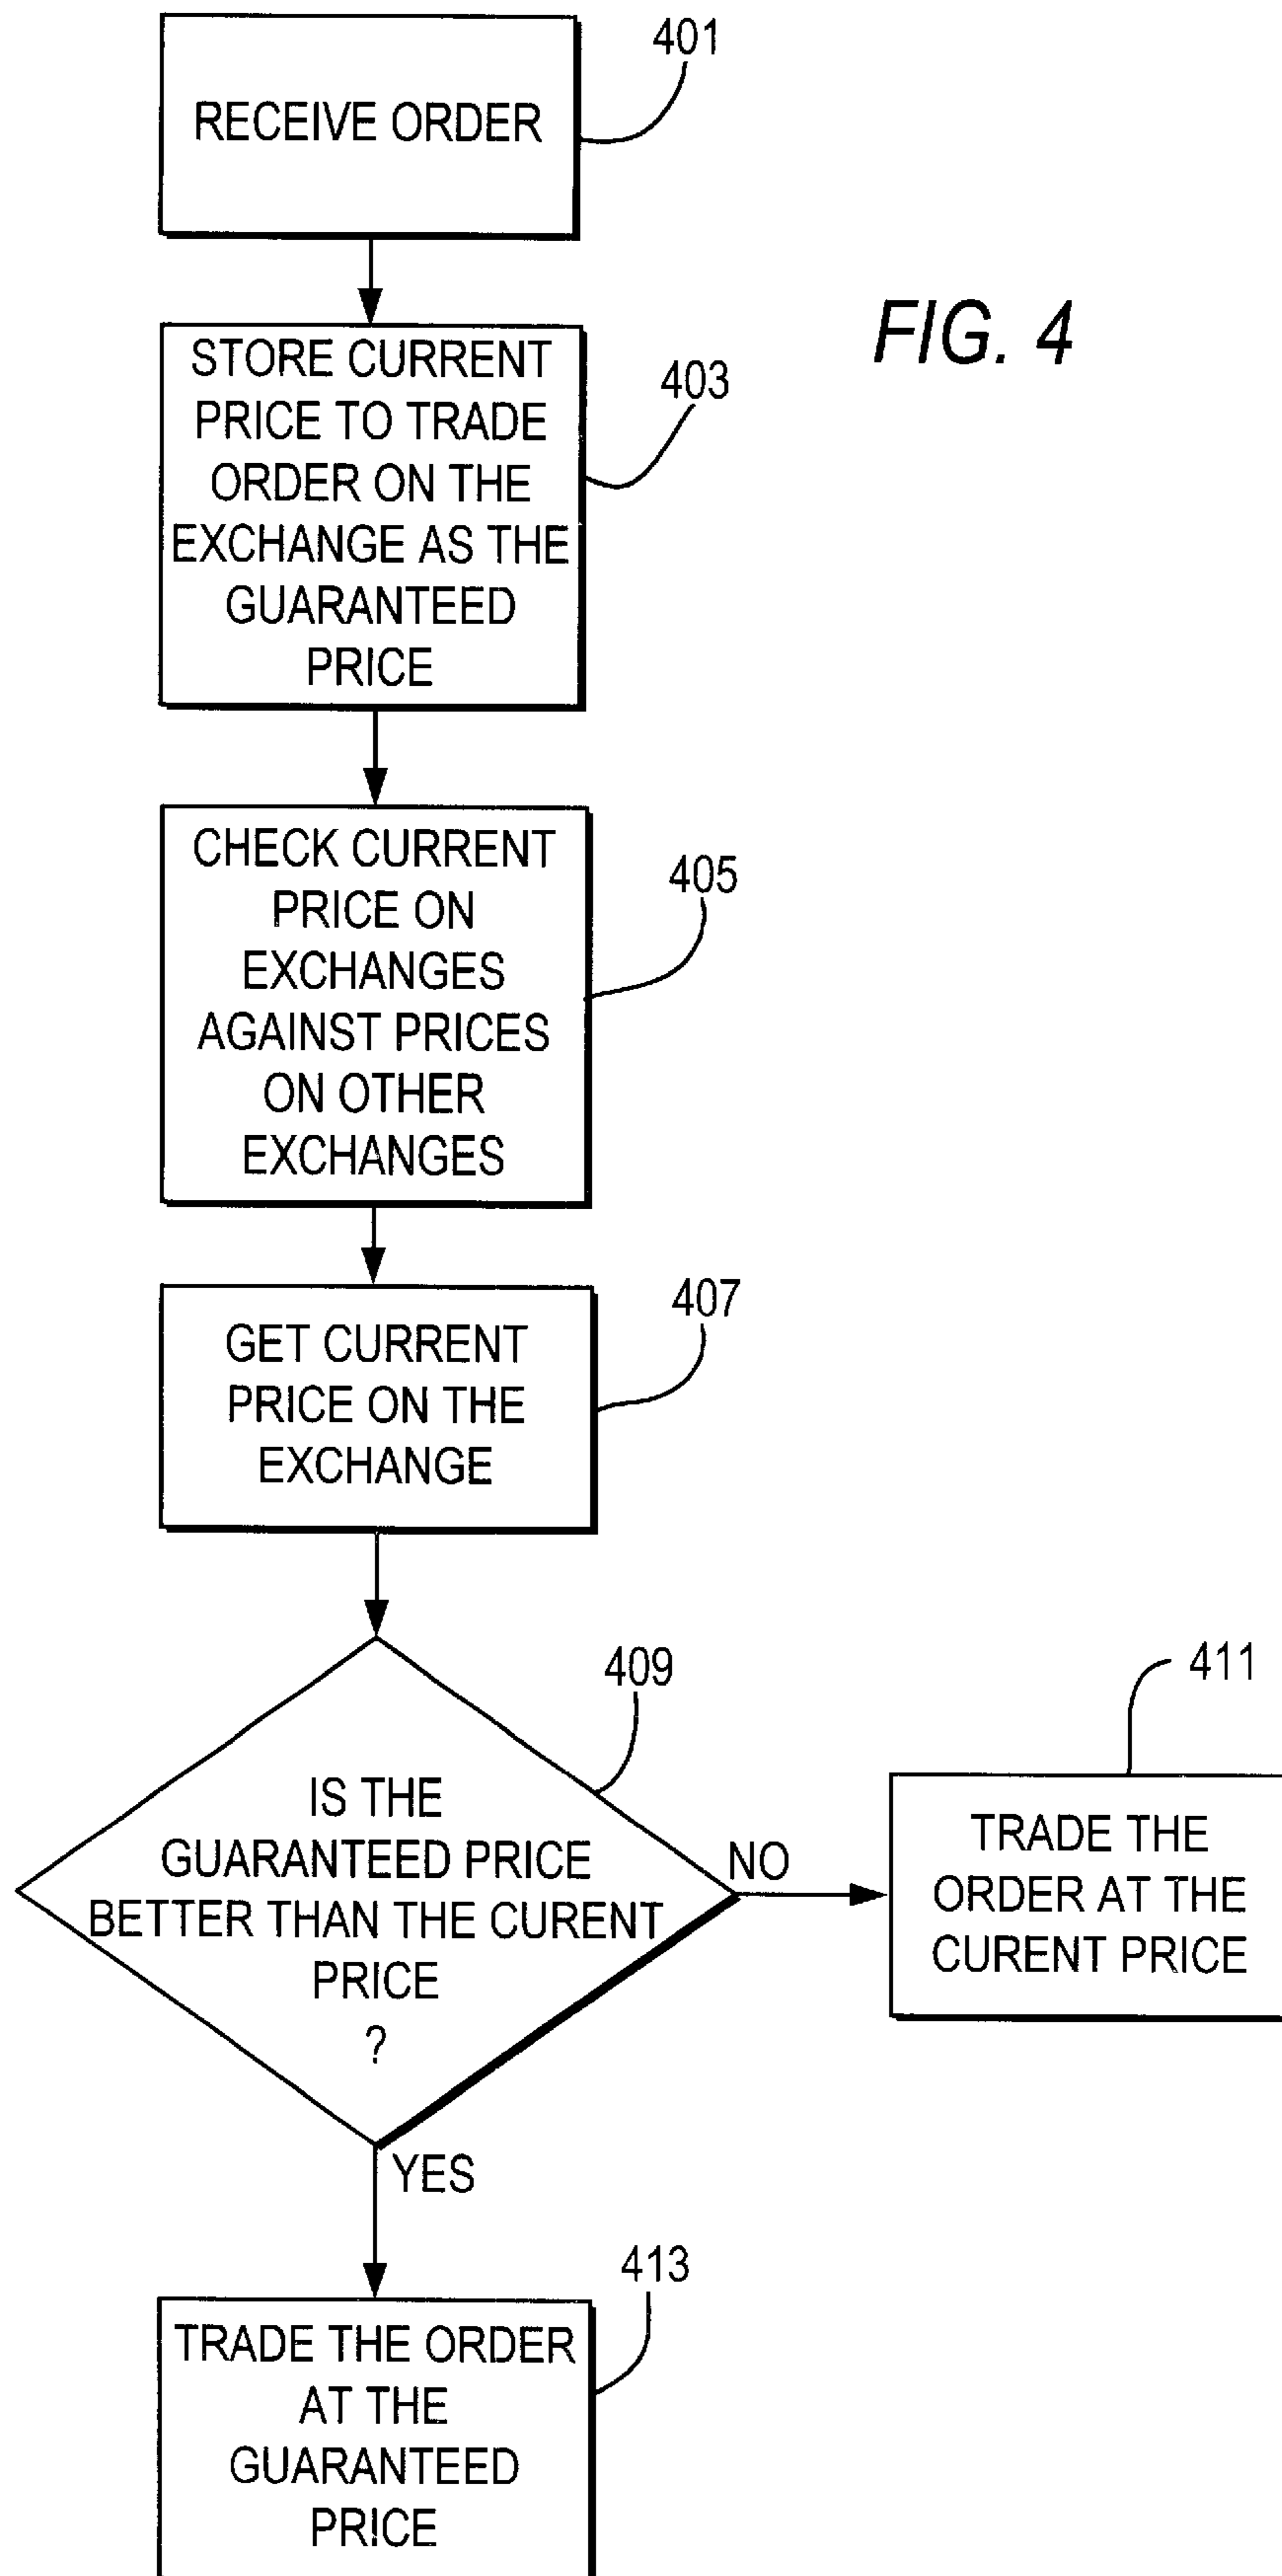 401
RECEIVE ORDER
FIG. 4
403
STORE CURRENT
PRICE TO TRADE
ORDER ON THE
EXCHANGE AS THE
GUARANTEED
PRICE
405
CHECK CURRENT
PRICE ON
EXCHANGES
AGAINST PRICES
ON OTHER
EXCHANGES
407
GET CURRENT
PRICE ON THE
EXCHANGE
409
IS THE
GUARANTEED PRICE
BETTER THAN THE CURENT
PRICE
?
NO
411
TRADE THE
ORDER AT THE
CURENT PRICE
YES
413
TRADE THE ORDER
AT THE
GUARANTEED
PRICE